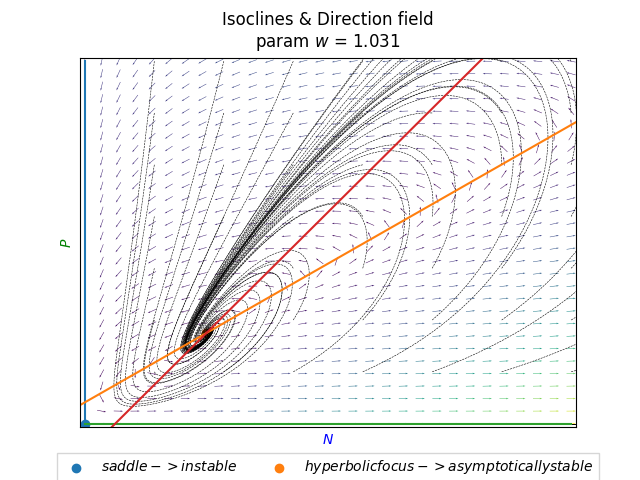 Isoclines & Direction field
param w = 1.031
P
N
saddle−>instable
hyperbolicfocus−>asymptoticallystable